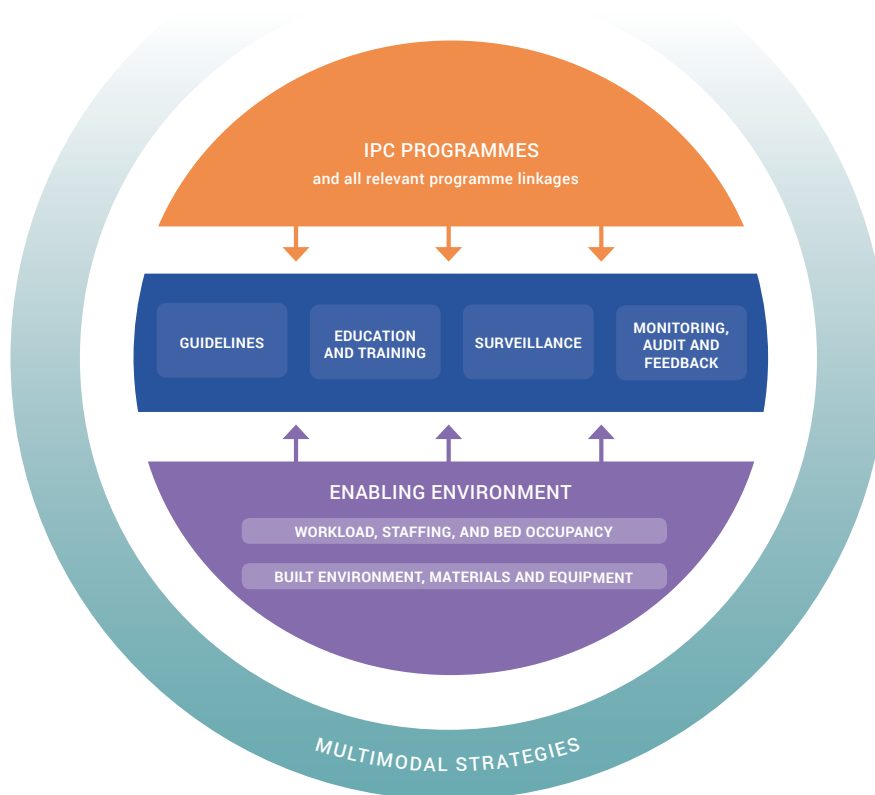 IPC PROGRAMMES
and all relevant programme linkages
GUIDELINES
EDUCATION
AND TRAINING
SURVEILLANCE
MONITORING,
AUDIT AND
FEEDBACK
ENABLING ENVIRONMENT
WORKLOAD, STAFFING, AND BED OCCUPANCY
BUILT ENVIRONMENT, MATERIALS AND EQUIPMENT
MULTIMODAL STRATEGIES